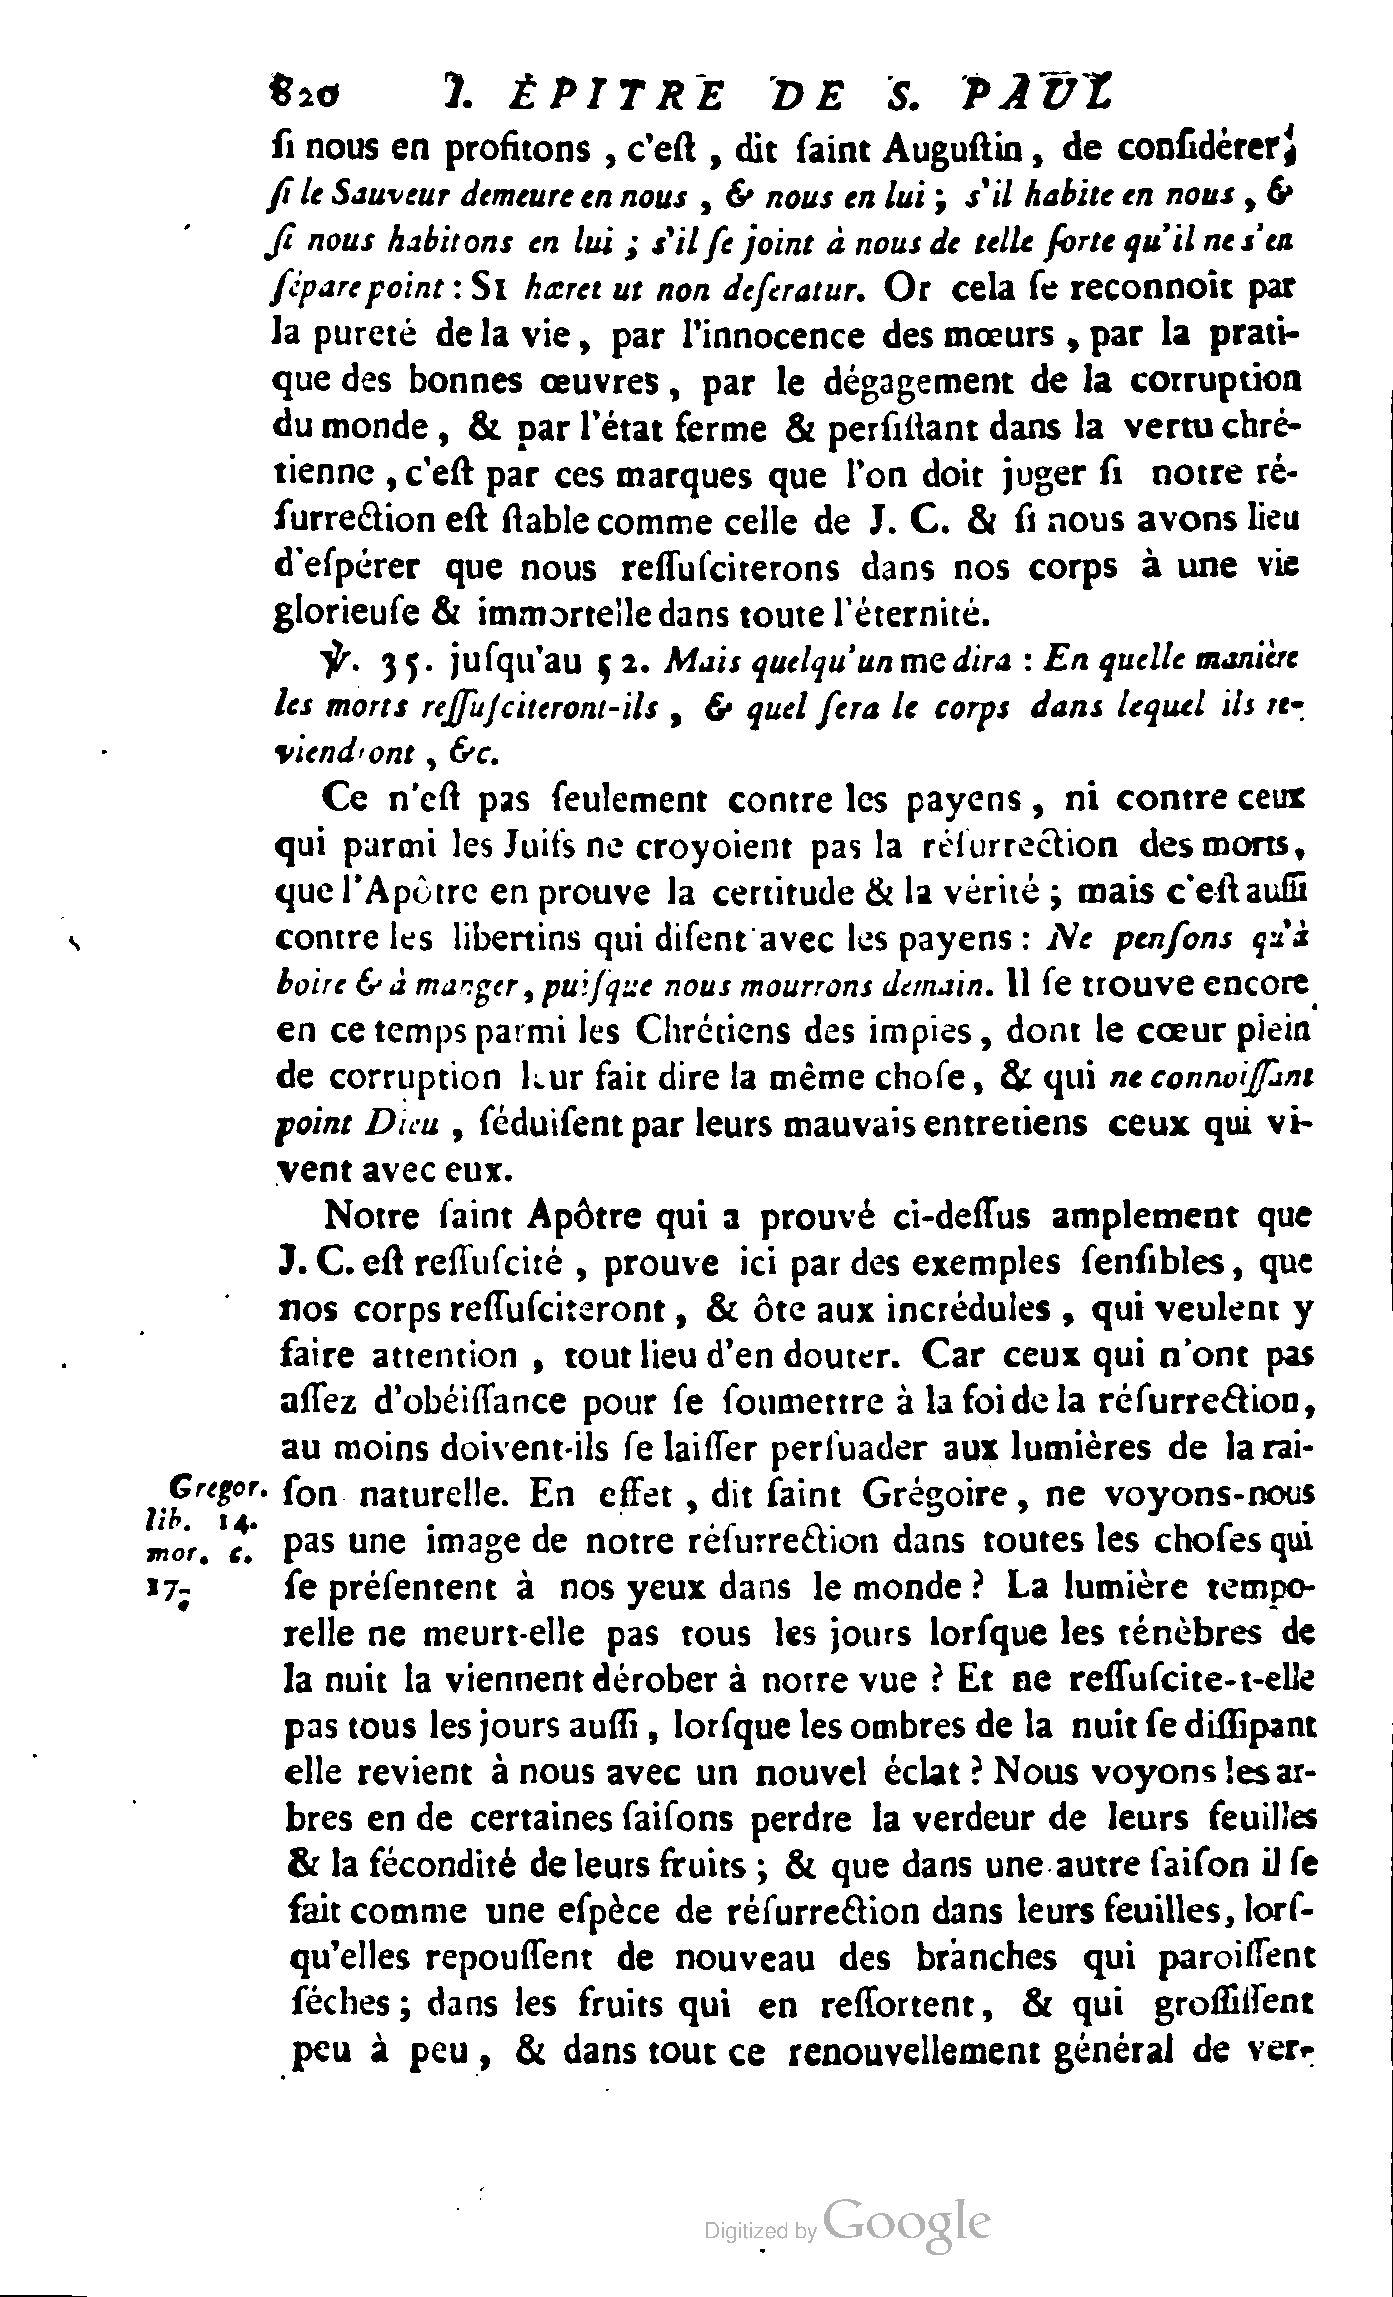 820 I. ÉPITRE DE S. PAUL
ſi nous en profitons , c'eſt , dit ſaint Auguſtin , de conſidérer ;
ſi le Sauveur demeure en nous , & nous en lui ; s'il habite en nous , &
ſi nous habitons en lui ; s'il ſe joint à nous de telle ſorte qu'il ne s'en
ſépare point : SI hæret ut non deſeratur. Or cela ſe reconnoît par
la pureté de la vie , par l'innocence des mœurs , par la prati-
que des bonnes œuvres , par le dégagement de la corruption
du monde , & par l'état ferme & perſiſtant dans la vertu chré-
tienne , c'eſt par ces marques que l'on doit juger ſi notre ré-
ſurrection eſt ſtable comme celle de J. C. & ſi nous avons lieu
d'eſpérer que nous reſſuſciterons dans nos corps à une vie
glorieuſe & immortelle dans toute l'éternité.
℣. 35. juſqu'au 52. Mais quelqu'un me dira : En quelle manière
les morts reſſuſciteront-ils , & quel ſera le corps dans lequel ils re-
viendront , &c.
Ce n'eſt pas ſeulement contre les payens , ni contre ceux
qui parmi les Juifs ne croyoient pas la réſurrection des morts,
que l'Apôtre en prouve la certitude & la vérité ; mais c'eſt auſſi
contre les libertins qui diſent avec les payens : Ne penſons qu'à
boire & à manger, puiſque nous mourrons demain. Il ſe trouve encore
en ce temps parmi les Chrétiens des impies , dont le cœur plein
de corruption leur fait dire la même choſe , & qui ne connoiſſant
point Dieu , ſéduiſent par leurs mauvais entretiens ceux qui vi-
vent avec eux.
Notre ſaint Apôtre qui a prouvé ci-deſſus amplement que
J. C. eſt reſſuſcité , prouve ici par des exemples ſenſibles , que
nos corps reſſuſciteront , & ôte aux incrédules , qui veulent y
faire attention , tout lieu d'en douter. Car ceux qui n'ont pas
aſſez d'obéiſſance pour ſe ſoumettre à la foi de la réſurrection,
au moins doivent-ils ſe laiſſer perſuader aux lumières de la rai-
ſon naturelle. En effet , dit ſaint Grégoire , ne voyons-nous
Gregor.
lib. 14.
mor. c.
17.
pas une image de notre réſurrection dans toutes les choſes qui
ſe préſentent à nos yeux dans le monde ? La lumière tempo-
relle ne meurt-elle pas tous les jours lorſque les ténèbres de
la nuit la viennent dérober à notre vue ? Et ne reſſuſcite-t-elle
pas tous les jours auſſi , lorſque les ombres de la nuit ſe diſſipant
elle revient à nous avec un nouvel éclat ? Nous voyons les ar-
bres en de certaines ſaiſons perdre la verdeur de leurs feuilles
& la fécondité de leurs fruits ; & que dans une autre ſaiſon il ſe
fait comme une eſpèce de réſurrection dans leurs feuilles, lorſ-
qu'elles repouſſent de nouveau des branches qui paroiſſent
ſéches ; dans les fruits qui en reſſortent , & qui groſſiſſent
peu à peu , & dans tout ce renouvellement général de ver-
Digitized by Google